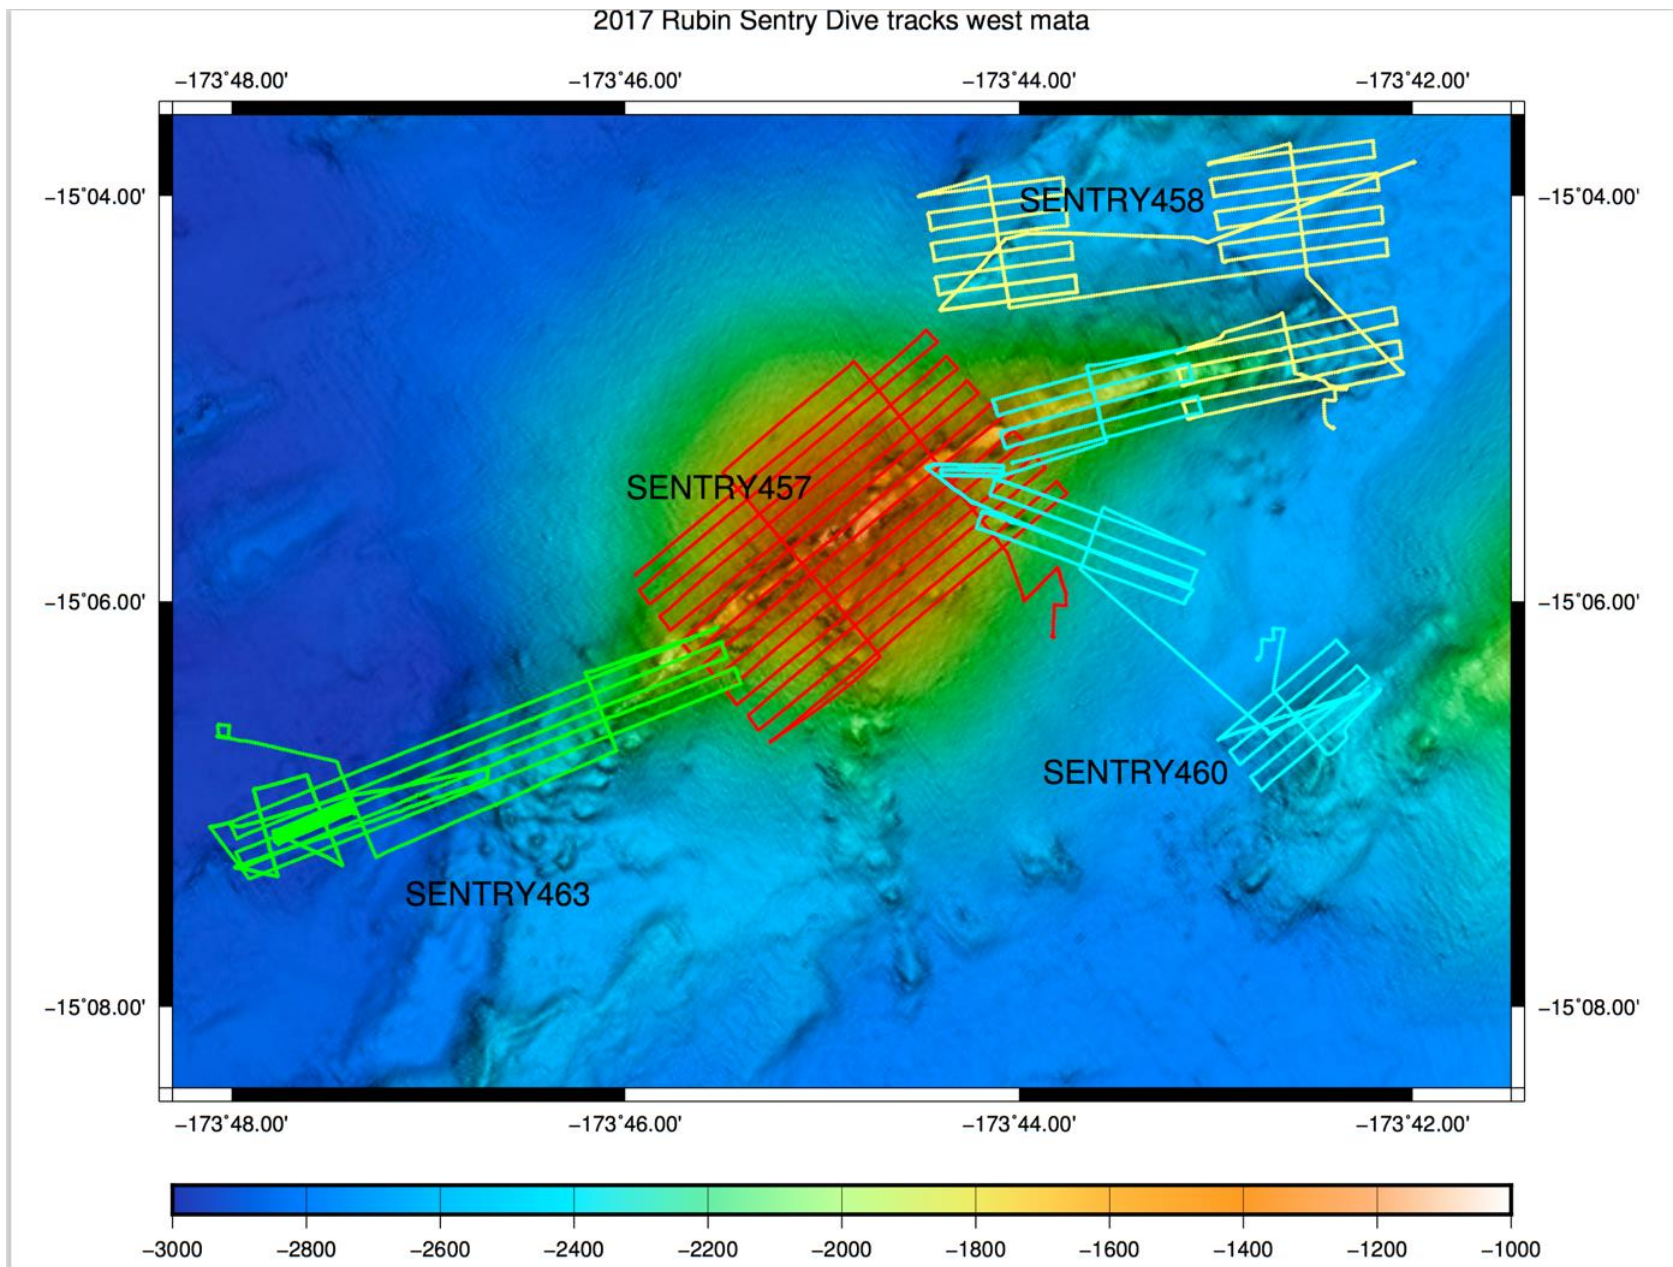 2017 Rubin Sentry Dive tracks west mata
−173˚48.00' −173˚46.00' −173˚44.00' −173˚42.00'
−15˚04.00' −15˚04.00'
SENTRY458
SENTRY457
−15˚06.00' −15˚06.00'
SENTRY460
SENTRY463
−15˚08.00' −15˚08.00'
−173˚48.00' −173˚46.00' −173˚44.00' −173˚42.00'
−3000 −2800 −2600 −2400 −2200 −2000 −1800 −1600 −1400 −1200 −1000